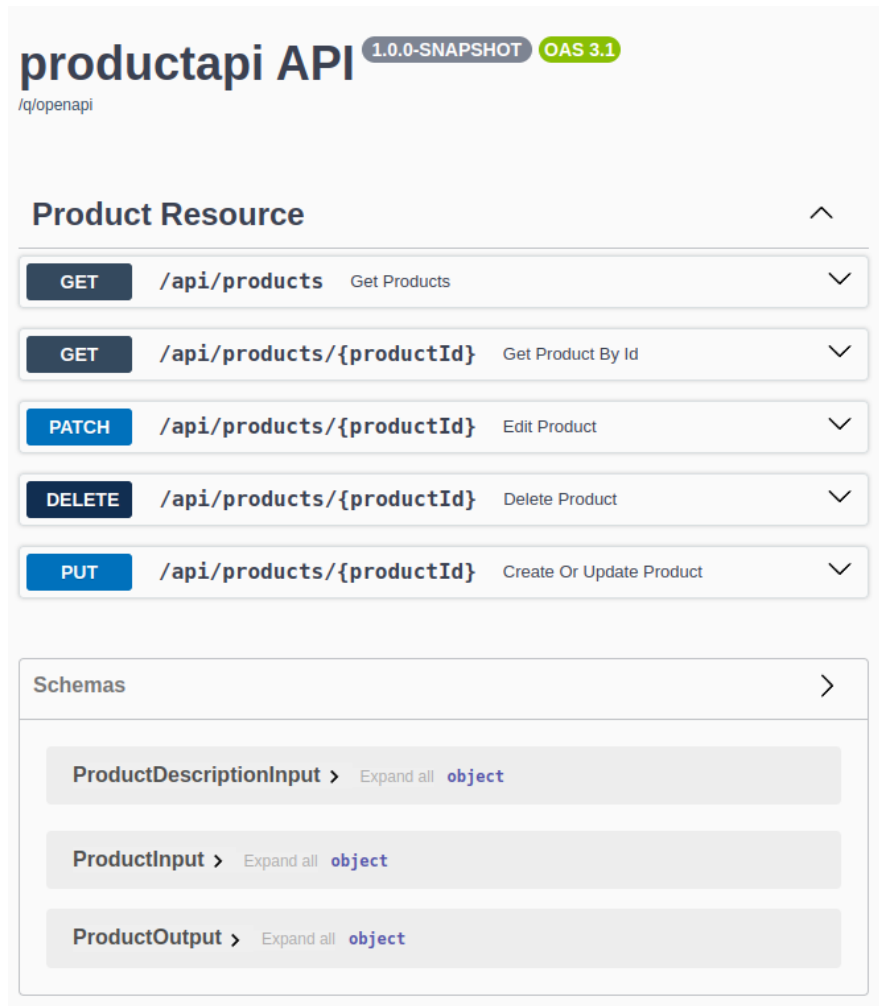 productapi API 1.0.0-SNAPSHOT OAS 3.1
/q/openapi
Product Resource
GET /api/products Get Products
GET /api/products/{productId} Get Product By Id
PATCH /api/products/{productId} Edit Product
DELETE /api/products/{productId} Delete Product
PUT /api/products/{productId} Create Or Update Product
Schemas
ProductDescriptionInput Expand all object
ProductInput Expand all object
ProductOutput Expand all object